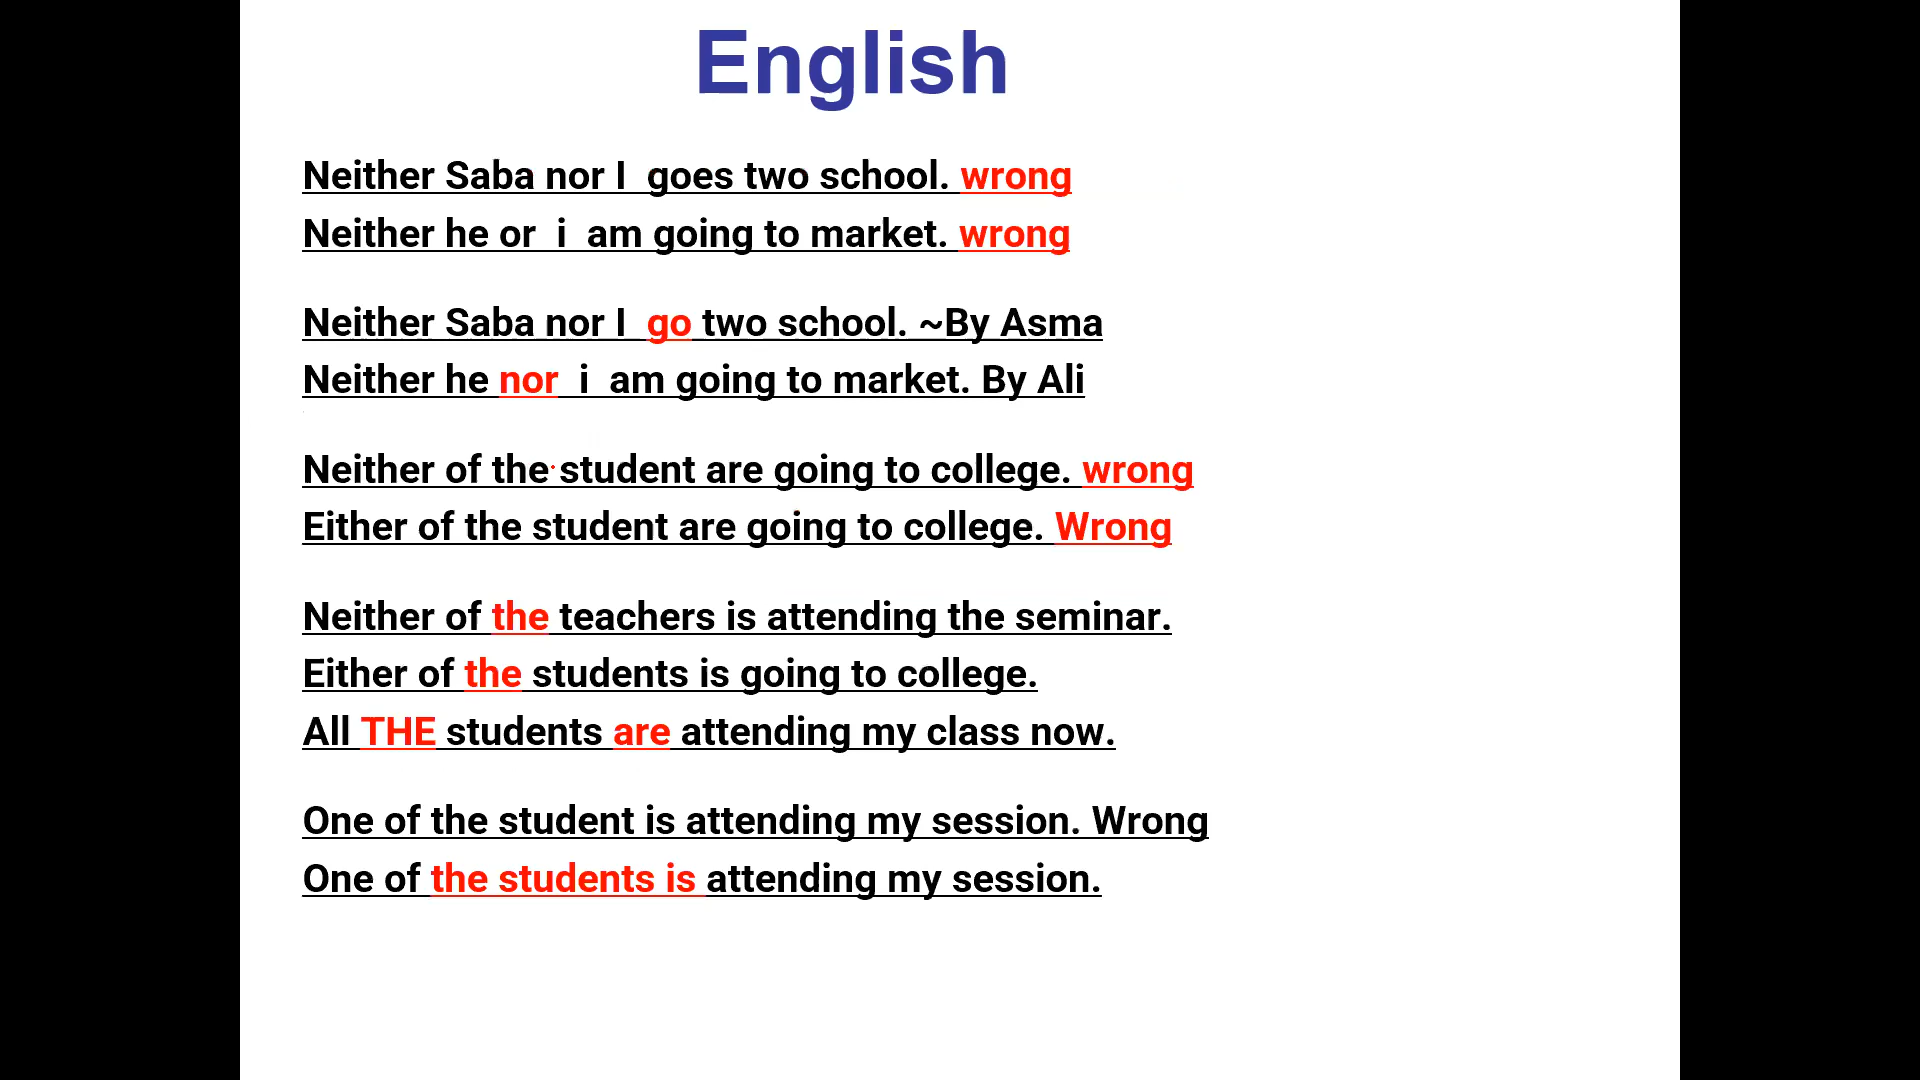 English
Neither Saba nor I goes two school. wrong
Neither he or i am going to market. wrong
Neither Saba nor I go two school. ~By Asma
Neither he nor i am going to market. By Ali
Neither of the student are going to college. wrong
Either of the student are going to college. Wrong
Neither of the teachers is attending the seminar.
Either of the students is going to college.
All THE students are attending my class now.
One of the student is attending my session. Wrong
One of the students is attending my session.